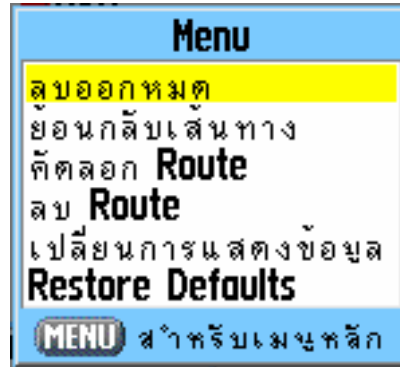 Menu
ลบออกหมด
ย้อนกลับเส้นทาง
คัดลอก Route
ลบ Route
เปลี่ยนการแสดงข้อมูล
Restore Defaults
MENU สำหรับเมนูหลัก